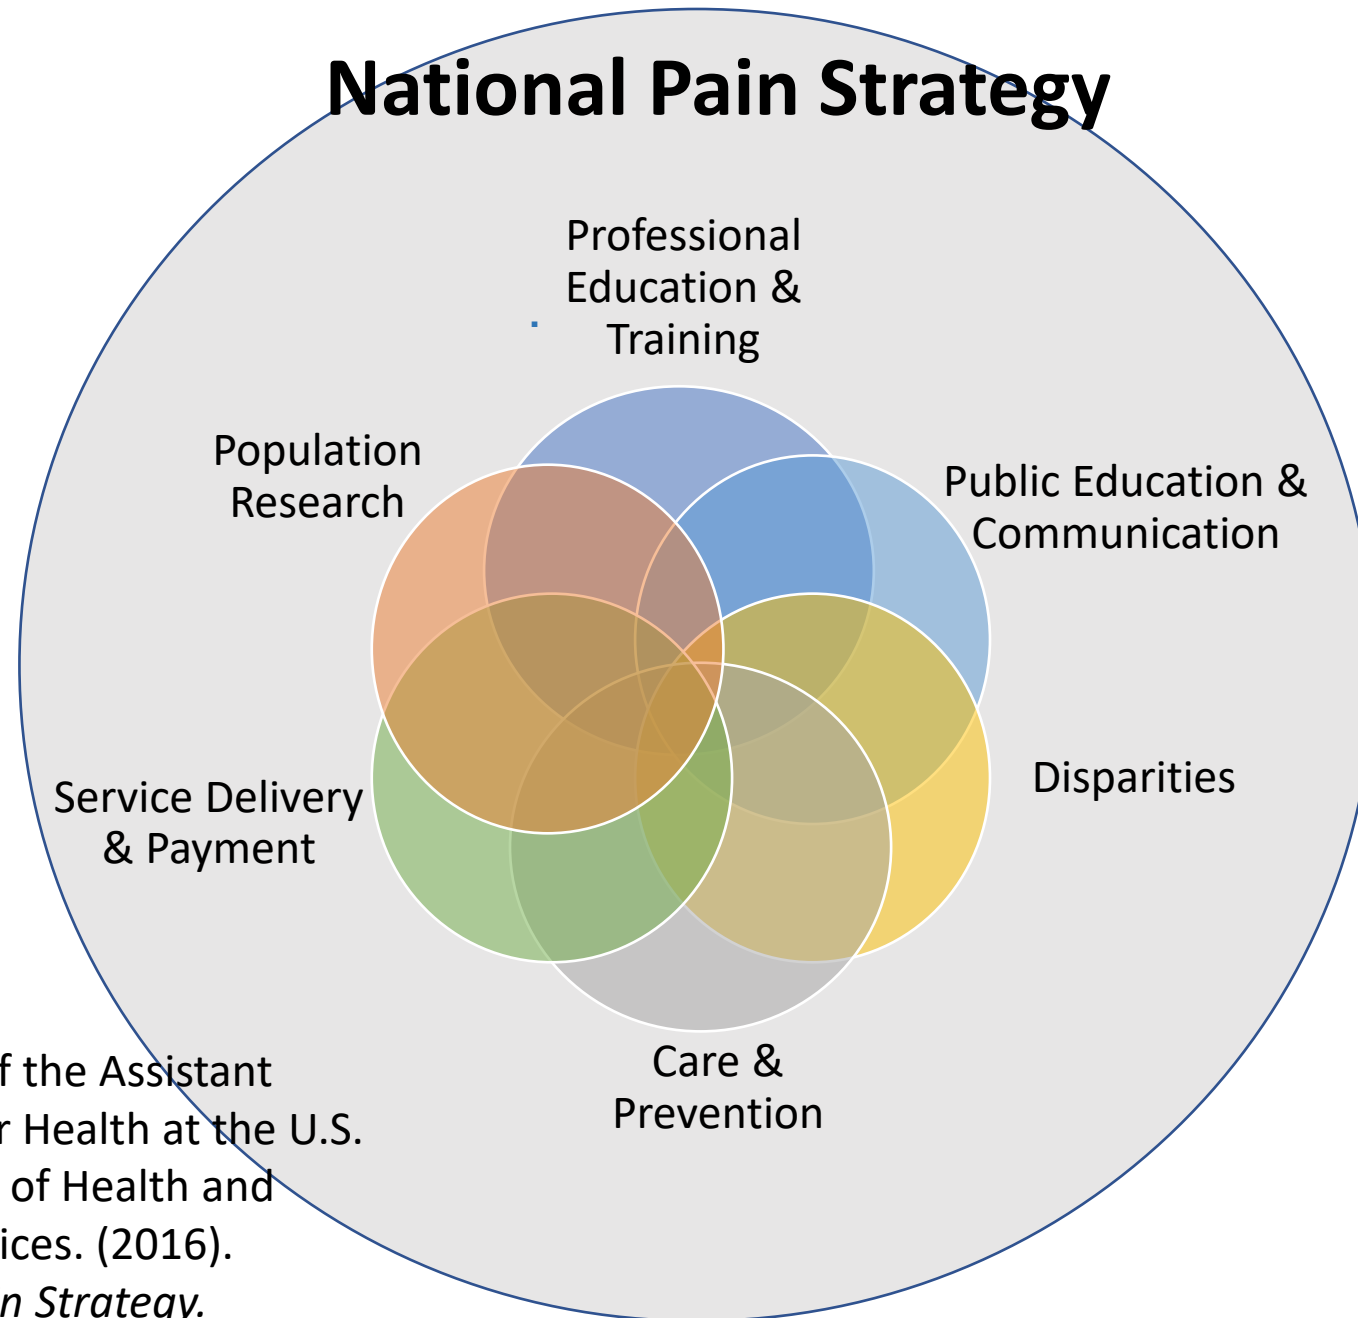 National Pain Strategy
Professional
Education &
Training
Population
Research
Public Education &
Communication
Disparities
Service Delivery
& Payment
Care &
Prevention
f the Assistant
r Health at the U.S.
of Health and
ices. (2016).
n Strategy.